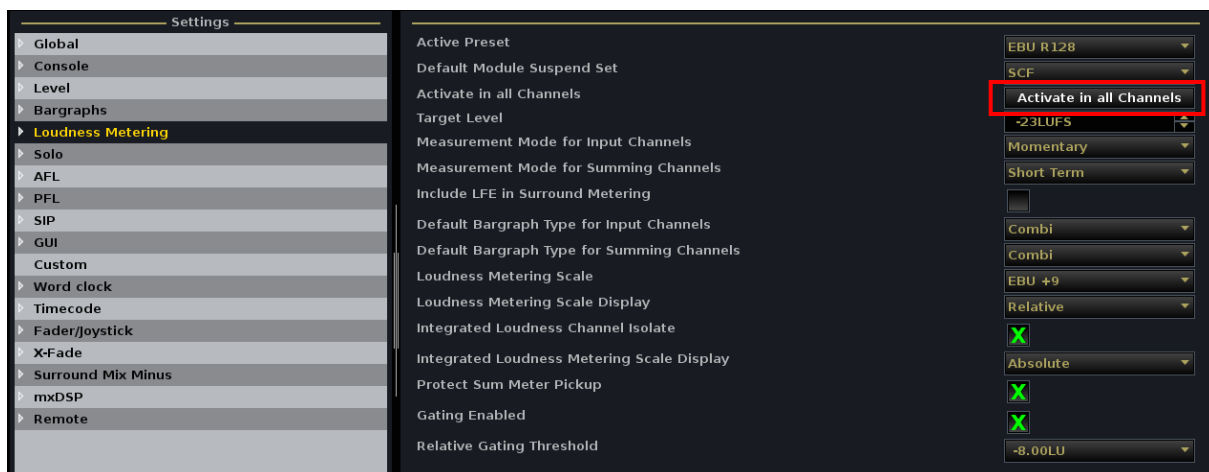 Settings
Global
Console
Level
Bargraphs
Loudness Metering
Solo
AFL
PFL
SIP
GUI
Custom
Word clock
Timecode
Fader/Joystick
X-Fade
Surround Mix Minus
mxDSP
Remote
Active Preset EBU R128
Default Module Suspend Set SCF
Activate in all Channels Activate in all Channels
Target Level -23LUFS
Measurement Mode for Input Channels Momentary
Measurement Mode for Summing Channels Short Term
Include LFE in Surround Metering
Default Bargraph Type for Input Channels Combi
Default Bargraph Type for Summing Channels Combi
Loudness Metering Scale EBU +9
Loudness Metering Scale Display Relative
Integrated Loudness Channel Isolate X
Integrated Loudness Metering Scale Display Absolute
Protect Sum Meter Pickup X
Gating Enabled X
Relative Gating Threshold -8.00LU